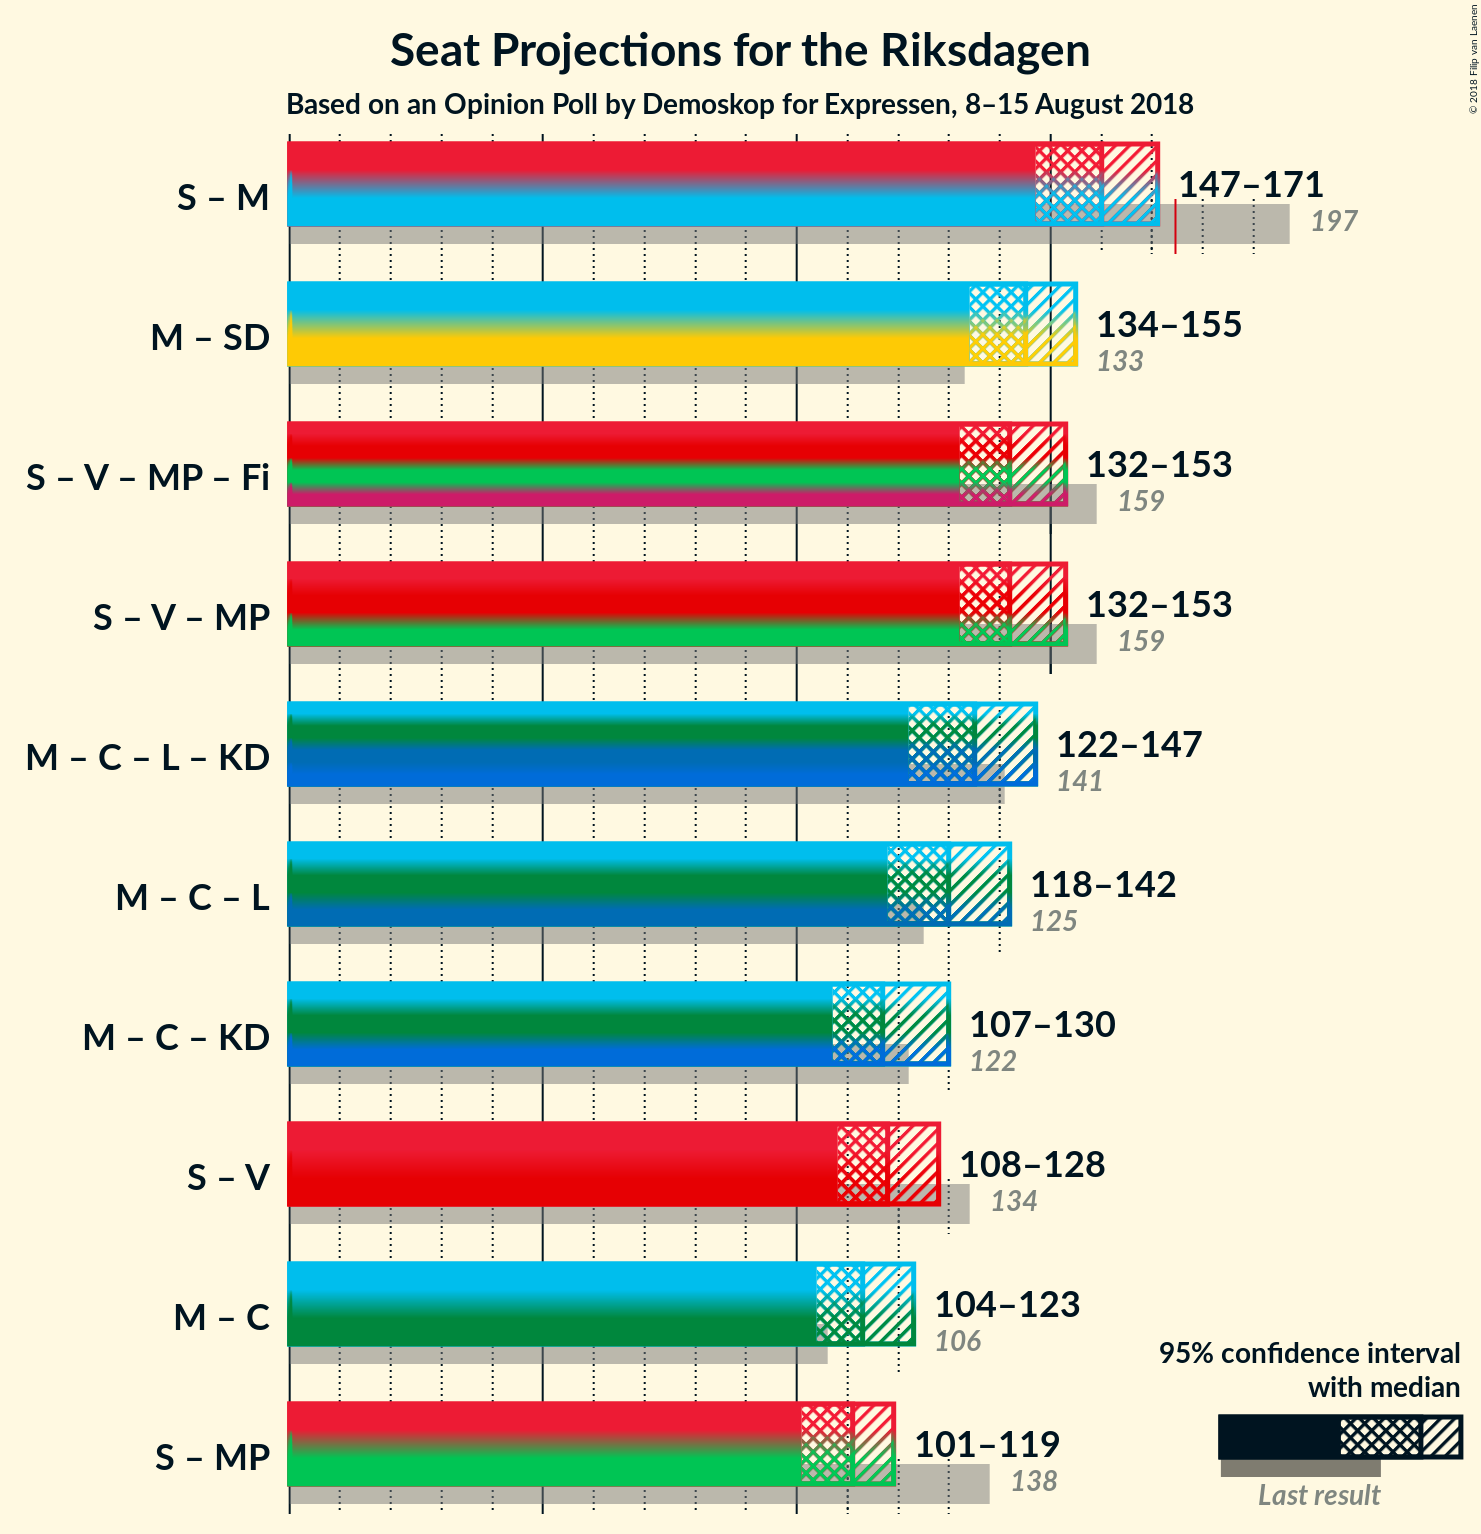 Seat Projections for the Riksdagen
Based on an Opinion Poll by Demoskop for Expressen, 8–15 August 2018
© 2018 Filip van Laenen
S – M
147–171
197
M – SD
134–155
133
S – V – MP – Fi
132–153
159
S – V – MP
132–153
159
M – C – L – KD
122–147
141
M – C – L
118–142
125
M – C – KD
107–130
122
S – V
108–128
134
M – C
104–123
106
S – MP
101–119
138
95% confidence interval
with median
Last result